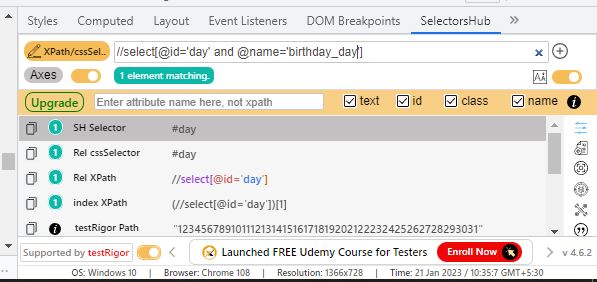 Styles Computed Layout Event Listeners DOM Breakpoints SelectorsHub
XPath/cssSel.. //select[@id='day' and @name='birthday_day']
Axes 1 element matching.
Upgrade Enter attribute name here, not xpath text id class name
1 SH Selector #day
1 Rel cssSelector #day
1 Rel XPath //select[@id='day']
1 index XPath (//select[@id='day'])[1]
testRigor Path "12345678910111213141516171819202122232425262728293031"
Supported by testRigor Launched FREE Udemy Course for Testers Enroll Now v 4.6.2
OS: Windows 10 | Browser: Chrome 108 | Resolution: 1366x728 | Time: 21 Jan 2023 / 10:35:7 GMT+5:30